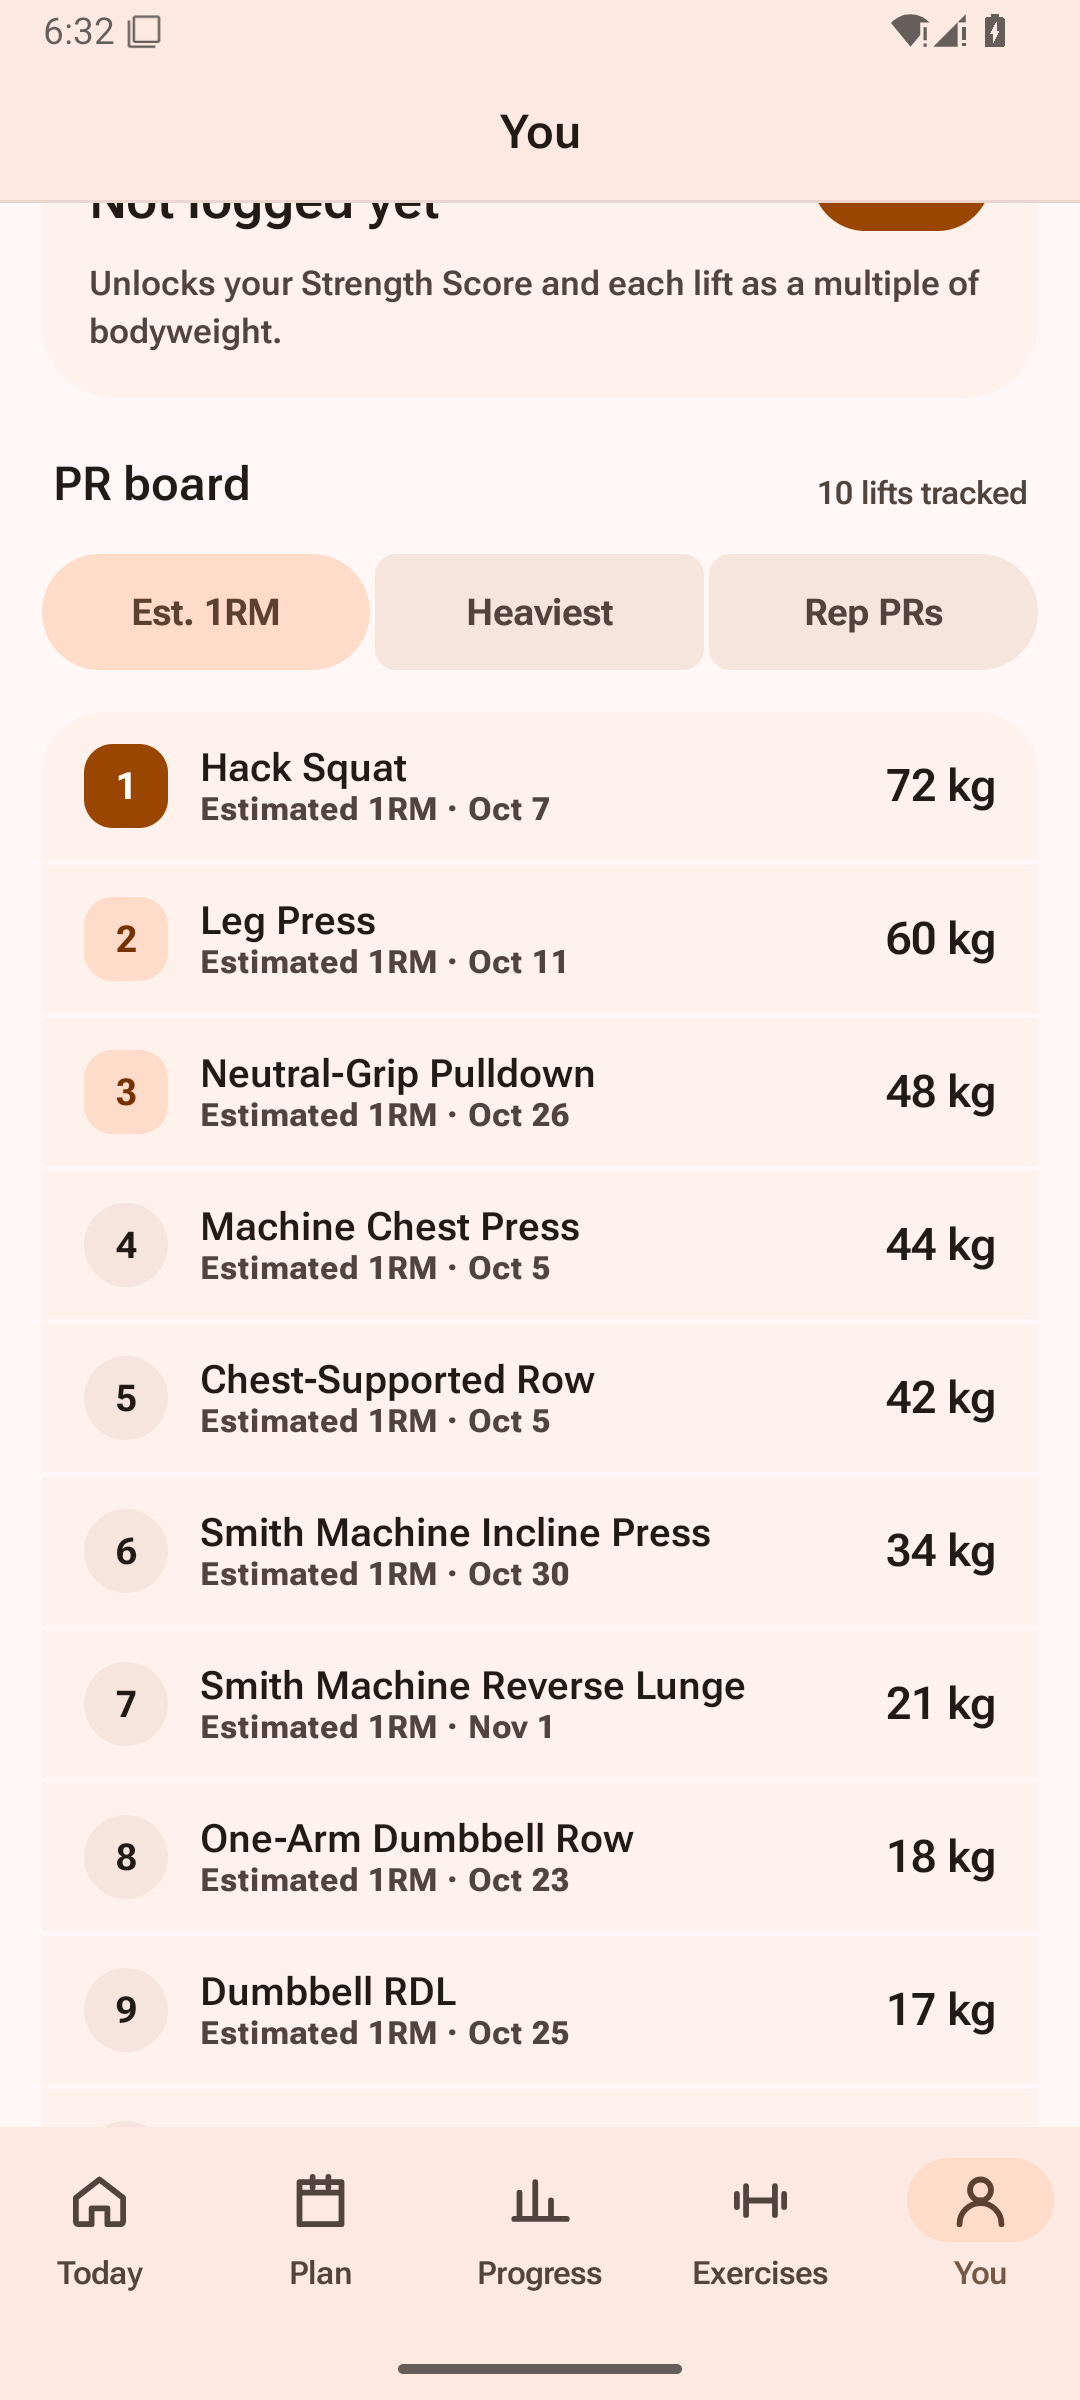 6:32
You
Not logged yet
Unlocks your Strength Score and each lift as a multiple of
bodyweight.
PR board
10 lifts tracked
Est. 1RM
Heaviest
Rep PRs
1
Hack Squat
Estimated 1RM · Oct 7
72 kg
2
Leg Press
Estimated 1RM · Oct 11
60 kg
3
Neutral-Grip Pulldown
Estimated 1RM · Oct 26
48 kg
4
Machine Chest Press
Estimated 1RM · Oct 5
44 kg
5
Chest-Supported Row
Estimated 1RM · Oct 5
42 kg
6
Smith Machine Incline Press
Estimated 1RM · Oct 30
34 kg
7
Smith Machine Reverse Lunge
Estimated 1RM · Nov 1
21 kg
8
One-Arm Dumbbell Row
Estimated 1RM · Oct 23
18 kg
9
Dumbbell RDL
Estimated 1RM · Oct 25
17 kg
Today
Plan
Progress
Exercises
You